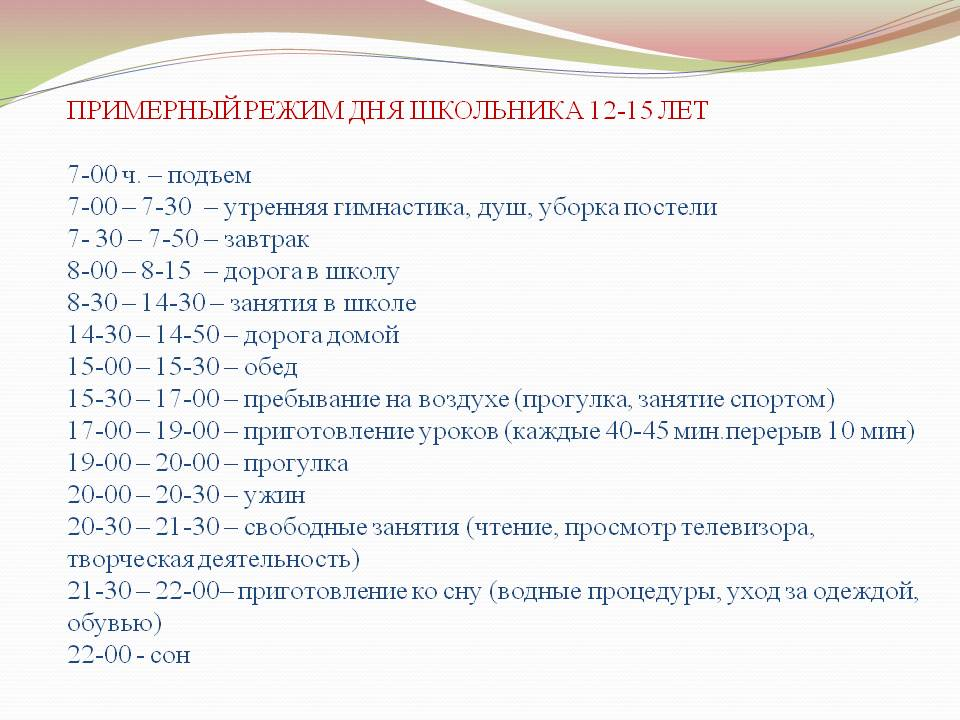 ПРИМЕРНЫЙ РЕЖИМ ДНЯ ШКОЛЬНИКА 12-15 ЛЕТ
7-00 ч. – подъем
7-00 – 7-30 – утренняя гимнастика, душ, уборка постели
7- 30 – 7-50 – завтрак
8-00 – 8-15 – дорога в школу
8-30 – 14-30 – занятия в школе
14-30 – 14-50 – дорога домой
15-00 – 15-30 – обед
15-30 – 17-00 – пребывание на воздухе (прогулка, занятие спортом)
17-00 – 19-00 – приготовление уроков (каждые 40-45 мин.перерыв 10 мин)
19-00 – 20-00 – прогулка
20-00 – 20-30 – ужин
20-30 – 21-30 – свободные занятия (чтение, просмотр телевизора,
творческая деятельность)
21-30 – 22-00– приготовление ко сну (водные процедуры, уход за одеждой,
обувью)
22-00 - сон